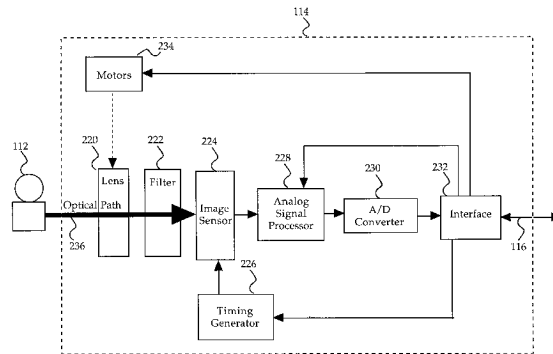 114
234
Motors
112
220
222
224
228
230
232
Lens
Filter
Image
Sensor
Analog
Signal
Processor
A/D
Converter
Interface
Optical Path
236
116
226
Timing
Generator